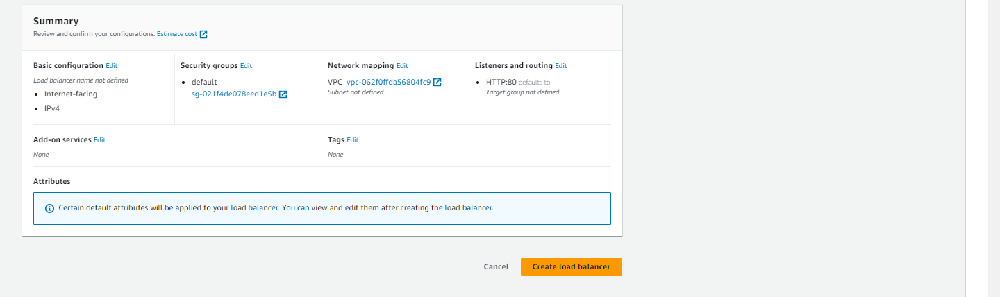 Summary
Review and confirm your configurations. Estimate cost
Basic configuration Edit
Load balancer name not defined
Internet-facing
IPv4
Security groups Edit
default
sg-021f4de078eed1e5b
Network mapping Edit
VPC vpc-062f0ffda56804fc9
Subnet not defined
Listeners and routing Edit
HTTP:80 defaults to
Target group not defined
Add-on services Edit
None
Tags Edit
None
Attributes
Certain default attributes will be applied to your load balancer. You can view and edit them after creating the load balancer.
Cancel
Create load balancer